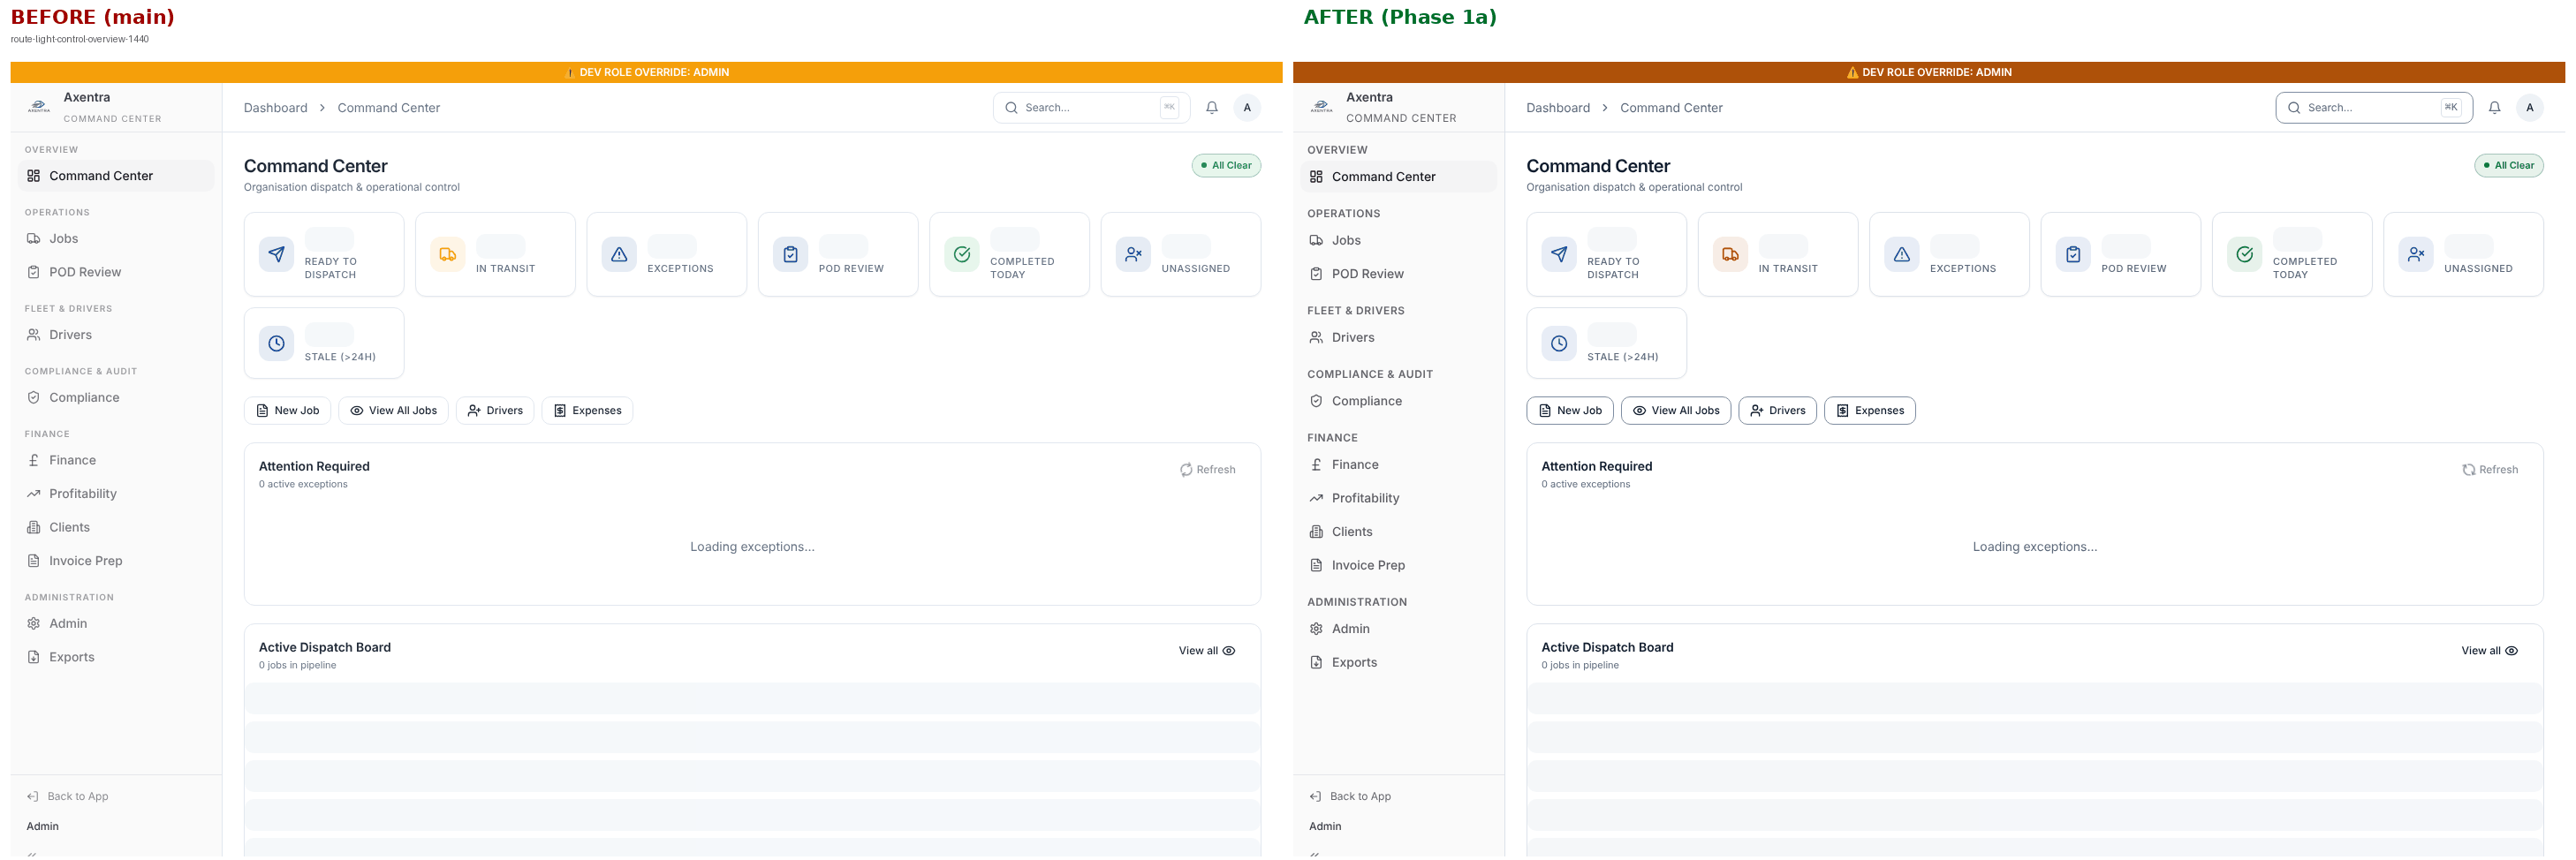 BEFORE (main)
route-light-control-overview-1440
⚠ DEV ROLE OVERRIDE: ADMIN
AXENTRA
Axentra
COMMAND CENTER
Dashboard > Command Center
Search...
⌘K
A
OVERVIEW
Command Center
OPERATIONS
Jobs
POD Review
FLEET & DRIVERS
Drivers
COMPLIANCE & AUDIT
Compliance
FINANCE
Finance
Profitability
Clients
Invoice Prep
ADMINISTRATION
Admin
Exports
Back to App
Admin
Command Center
All Clear
Organisation dispatch & operational control
READY TO
DISPATCH
IN TRANSIT
EXCEPTIONS
POD REVIEW
COMPLETED
TODAY
UNASSIGNED
STALE (>24H)
New Job
View All Jobs
Drivers
Expenses
Attention Required
0 active exceptions
Refresh
Loading exceptions...
Active Dispatch Board
0 jobs in pipeline
View all
AFTER (Phase 1a)
⚠ DEV ROLE OVERRIDE: ADMIN
AXENTRA
Axentra
COMMAND CENTER
Dashboard > Command Center
Search...
⌘K
A
OVERVIEW
Command Center
OPERATIONS
Jobs
POD Review
FLEET & DRIVERS
Drivers
COMPLIANCE & AUDIT
Compliance
FINANCE
Finance
Profitability
Clients
Invoice Prep
ADMINISTRATION
Admin
Exports
Back to App
Admin
Command Center
All Clear
Organisation dispatch & operational control
READY TO
DISPATCH
IN TRANSIT
EXCEPTIONS
POD REVIEW
COMPLETED
TODAY
UNASSIGNED
STALE (>24H)
New Job
View All Jobs
Drivers
Expenses
Attention Required
0 active exceptions
Refresh
Loading exceptions...
Active Dispatch Board
0 jobs in pipeline
View all